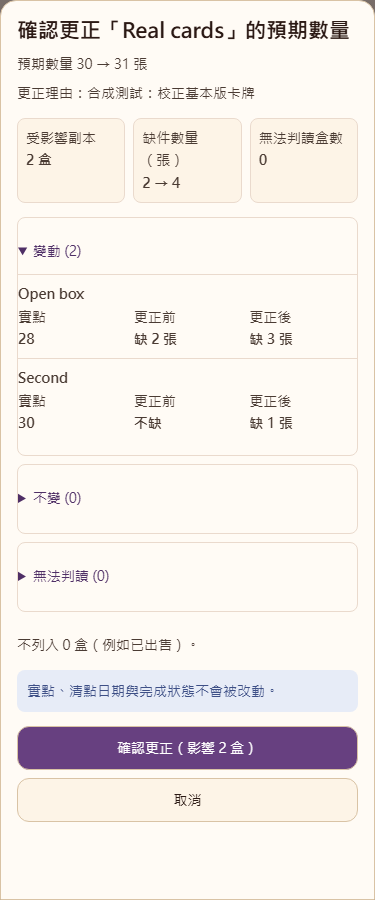 確認更正「Real cards」的預期數量
預期數量 30 → 31 張
更正理由：合成測試：校正基本版卡牌
受影響副本
2 盒
缺件數量
（張）
2 → 4
無法判讀盒數
0
▼ 變動 (2)
Open box
實點 更正前 更正後
28 缺 2 張 缺 3 張
Second
實點 更正前 更正後
30 不缺 缺 1 張
▶ 不變 (0)
▶ 無法判讀 (0)
不列入 0 盒（例如已出售）。
實點、清點日期與完成狀態不會被改動。
確認更正（影響 2 盒）
取消